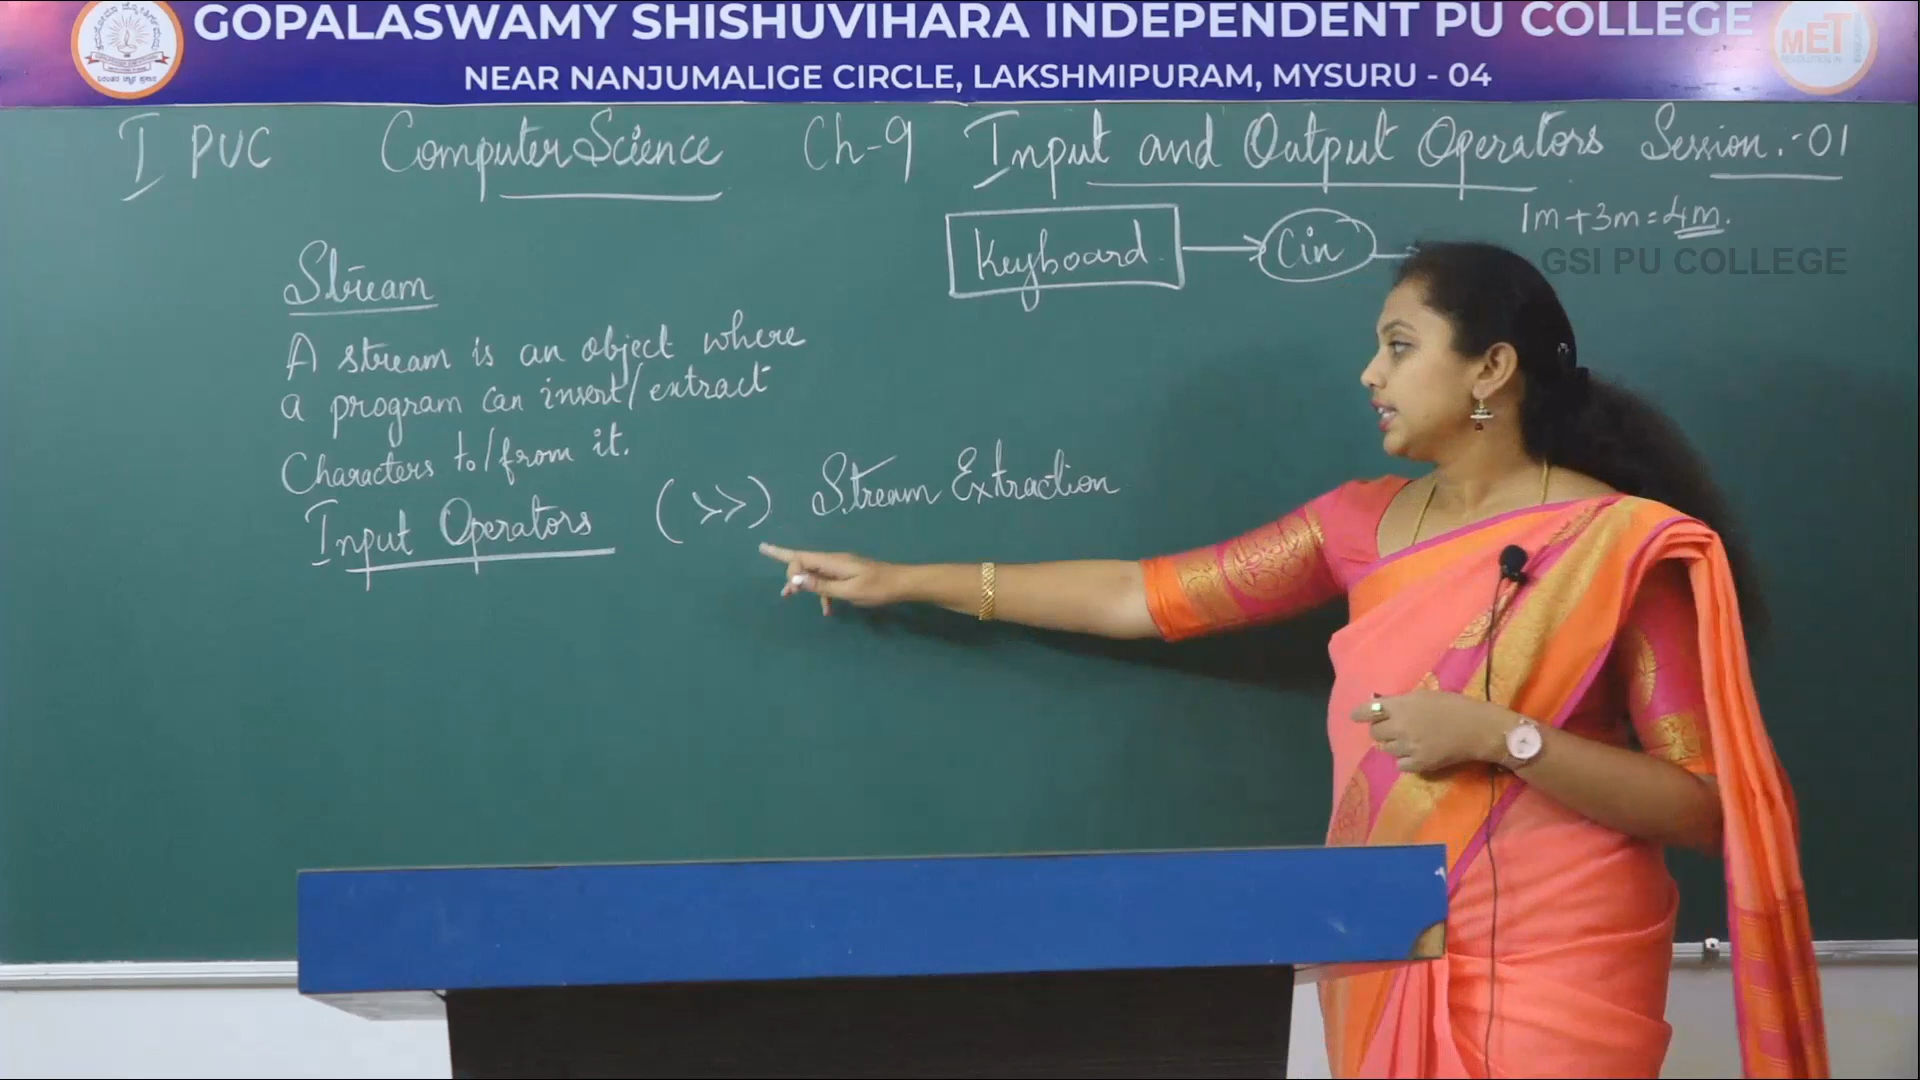 GOPALASWAMY SHISHUVIHARA INDEPENDENT PU COLLEGE
MET
NEAR NANJUMALIGE CIRCLE, LAKSHMIPURAM, MYSURU - 04
I PUC Computer Science Ch-9 Input and Output Operators Session:-01
1m+3m=4m.
Keyboard Cin
GSI PU COLLEGE
Stream
A stream is an object where
a program can insert/extract
Characters to/from it.
Input Operators (>>) Stream Extraction